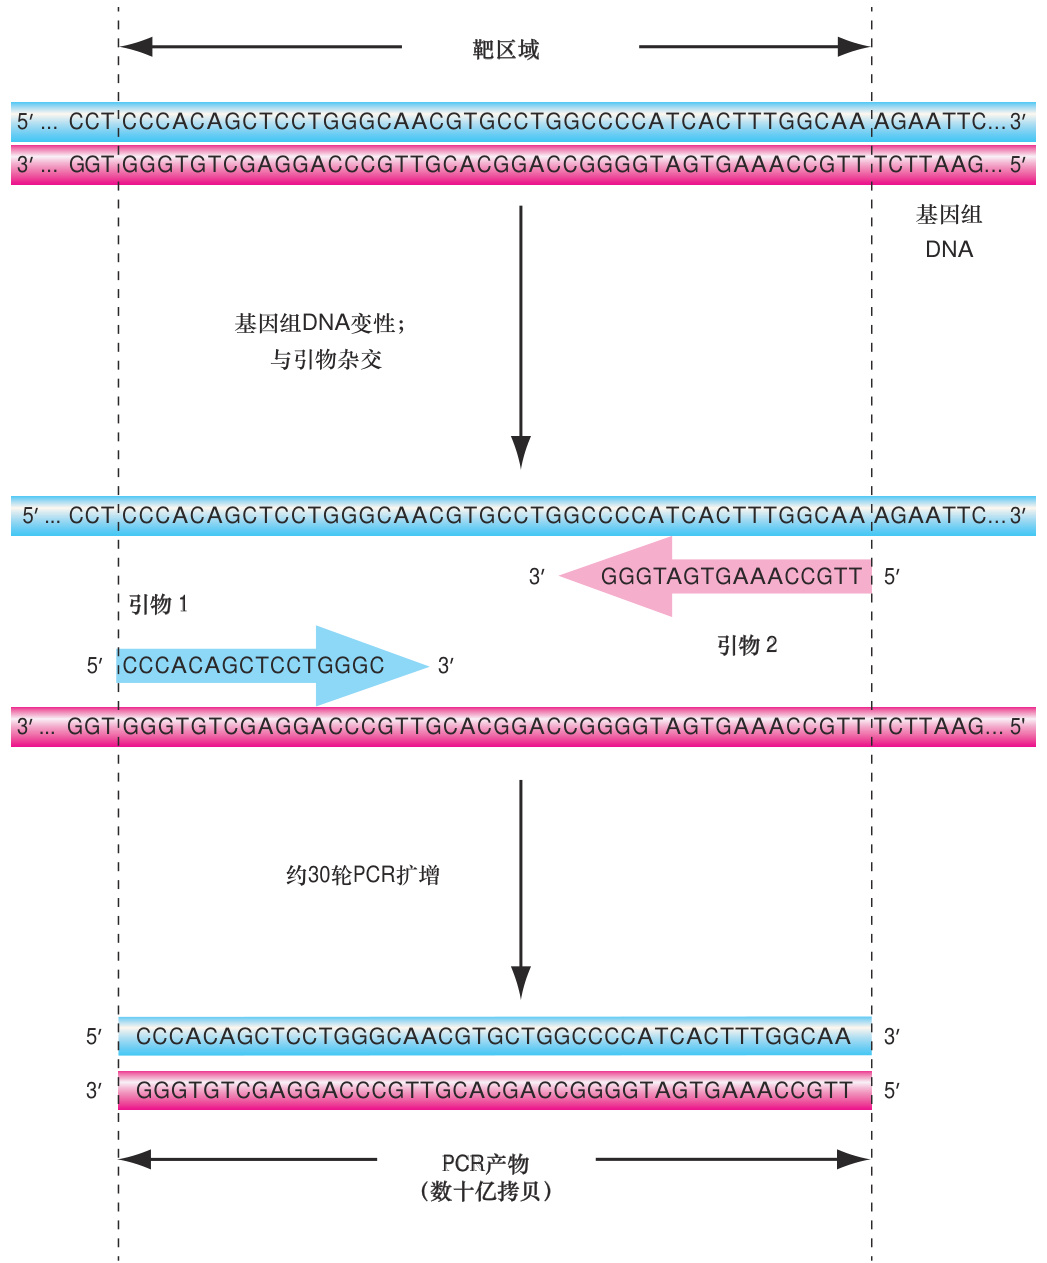 靶区域
5′ ... CCT CCCACAGCTCCTGGGCAACGTGCCTGGCCCCATCACTTTGGCAA AGAATTC... 3′
3′ ... GGT GGGTGTCGAGGACCCGTTGCACGGACCGGGGTAGTGAAACCGTT TCTTAAG... 5′
基因组
DNA
基因组DNA变性；
与引物杂交
5′ ... CCT CCCACAGCTCCTGGGCAACGTGCCTGGCCCCATCACTTTGGCAA AGAATTC... 3′
3′ GGGTAGTGAAACCGTT 5′
引物 1
引物 2
5′ CCCACAGCTCCTGGGC 3′
3′ ... GGT GGGTGTCGAGGACCCGTTGCACGGACCGGGGTAGTGAAACCGTT TCTTAAG... 5'
约30轮PCR扩增
5′ CCCACAGCTCCTGGGCAACGTGCTGGCCCCATCACTTTGGCAA 3′
3′ GGGTGTCGAGGACCCGTTGCACGACCGGGGTAGTGAAACCGTT 5′
PCR产物
（数十亿拷贝）